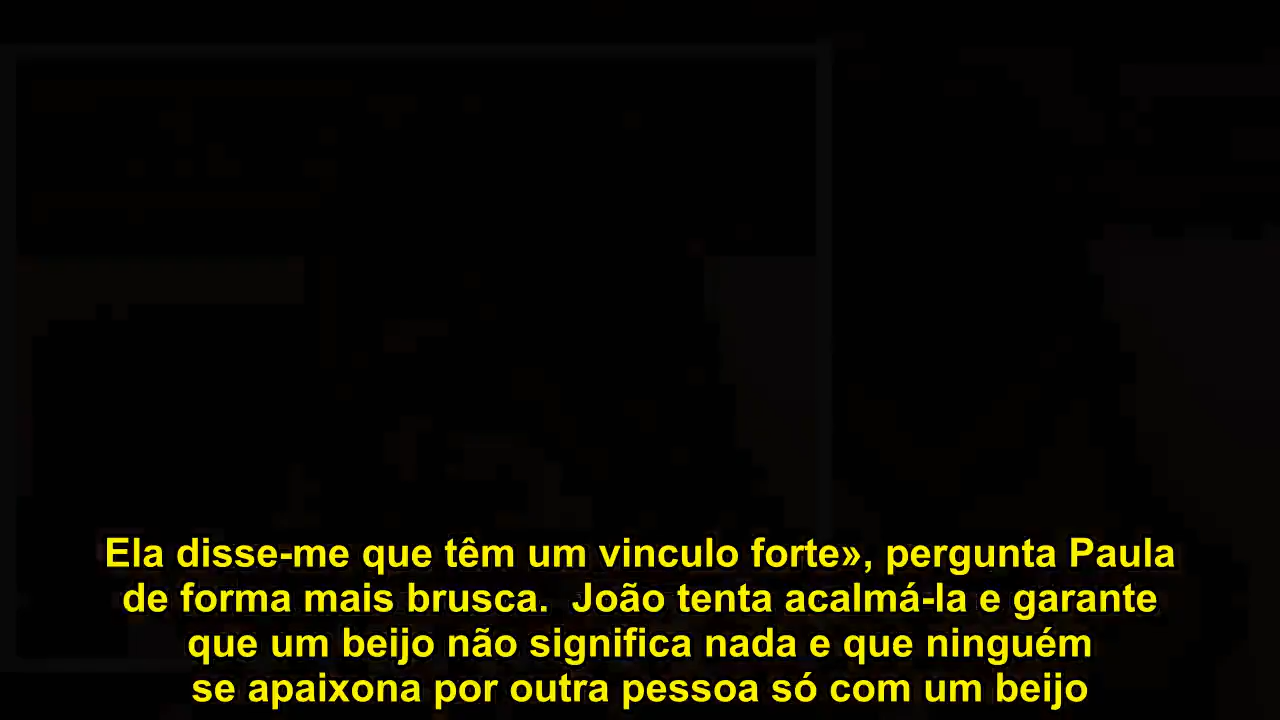 Ela disse-me que têm um vinculo forte», pergunta Paula
de forma mais brusca.  João tenta acalmá-la e garante
que um beijo não significa nada e que ninguém
se apaixona por outra pessoa só com um beijo